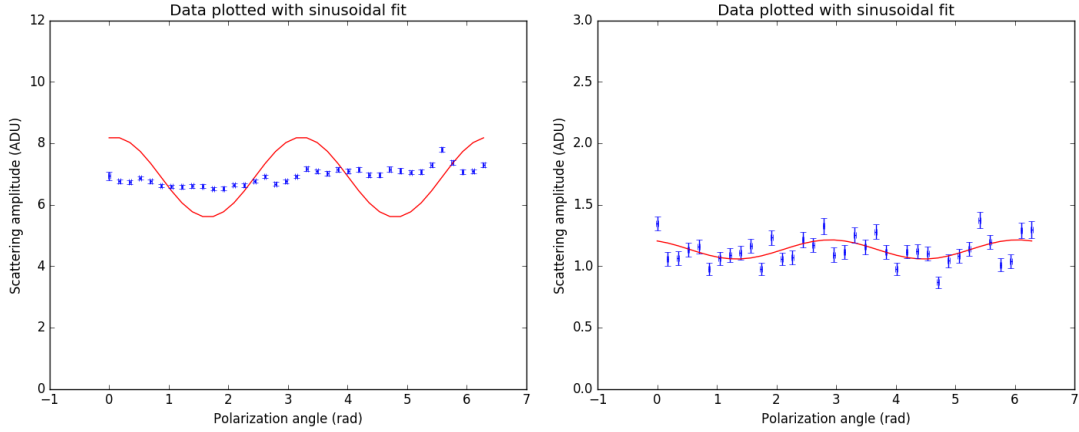 Data plotted with sinusoidal fit
12
10
8
6
4
2
0
−1 0 1 2 3 4 5 6 7
Scattering amplitude (ADU)
Polarization angle (rad)
Data plotted with sinusoidal fit
3.0
2.5
2.0
1.5
1.0
0.5
0.0
−1 0 1 2 3 4 5 6 7
Scattering amplitude (ADU)
Polarization angle (rad)